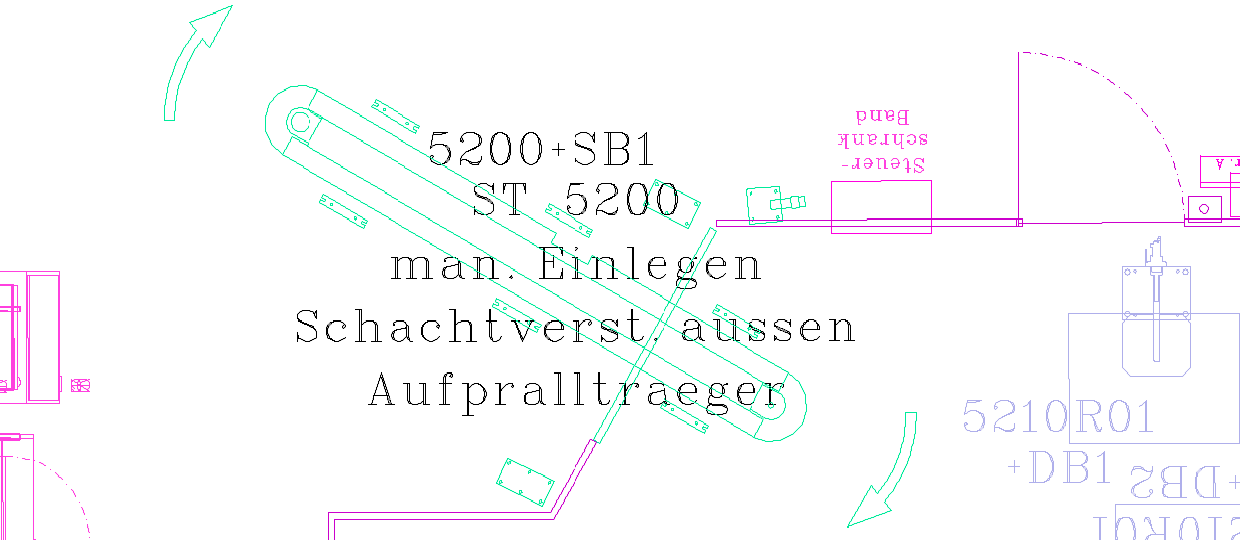 5200+SB1
ST 5200
man. Einlegen
Schachtverst. aussen
Aufpralltraeger
Steuer-
schrank
Band
5210R01
+DB1
+DB2